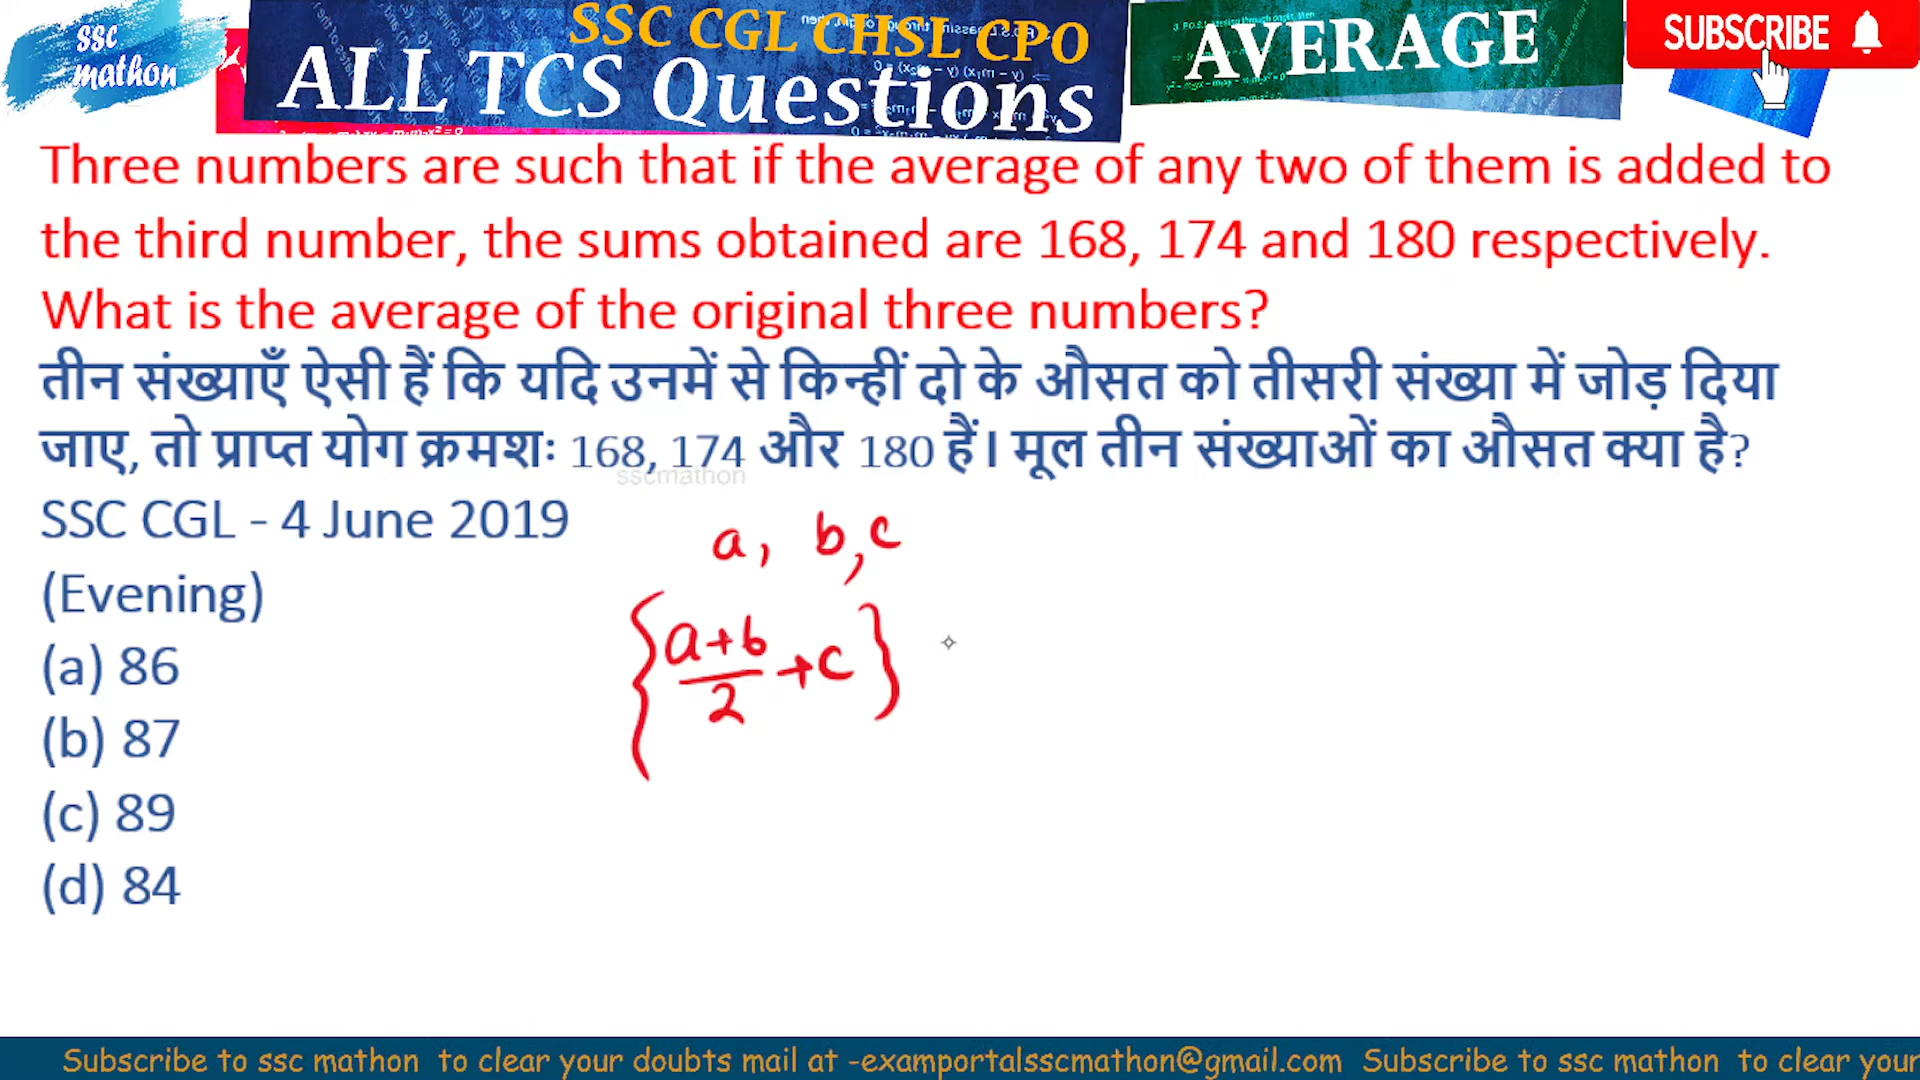 ssc
mathon
SSC CGL CHSL CPO
ALL TCS Questions
AVERAGE
SUBSCRIBE
Three numbers are such that if the average of any two of them is added to
the third number, the sums obtained are 168, 174 and 180 respectively.
What is the average of the original three numbers?
तीन संख्याएँ ऐसी हैं कि यदि उनमें से किन्हीं दो के औसत को तीसरी संख्या में जोड़ दिया
जाए, तो प्राप्त योग क्रमशः 168, 174 और 180 हैं। मूल तीन संख्याओं का औसत क्या है?
sscmathon
SSC CGL - 4 June 2019
(Evening)
(a) 86
(b) 87
(c) 89
(d) 84
a, b, c
{ a+b
2 + c }
Subscribe to ssc mathon to clear your doubts mail at -examportalsscmathon@gmail.com Subscribe to ssc mathon to clear your